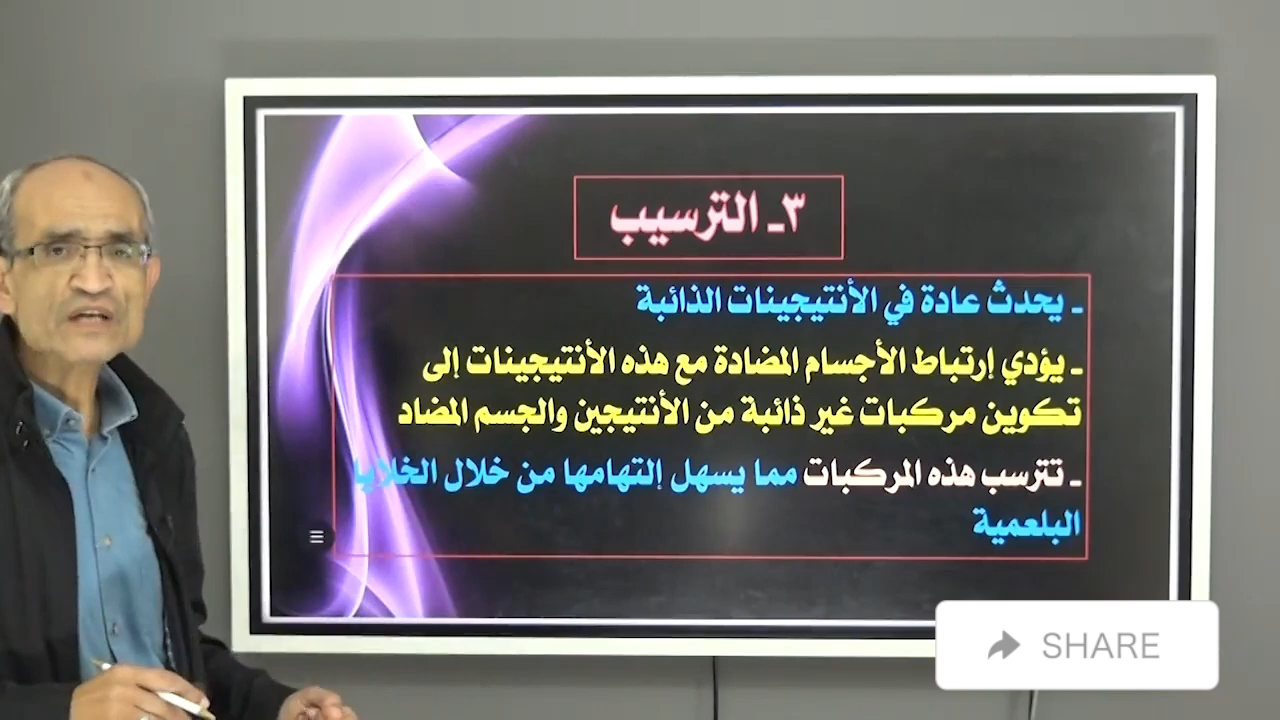 ٣ـ الترسيب
ـ يحدث عادة في الأنتيجينات الذائبة
ـ يؤدي إرتباط الأجسام المضادة مع هذه الأنتيجينات إلى
تكوين مركبات غير ذائبة من الأنتيجين والجسم المضاد
ـ تترسب هذه المركبات مما يسهل إلتهامها من خلال الخلايا
البلعمية
SHARE